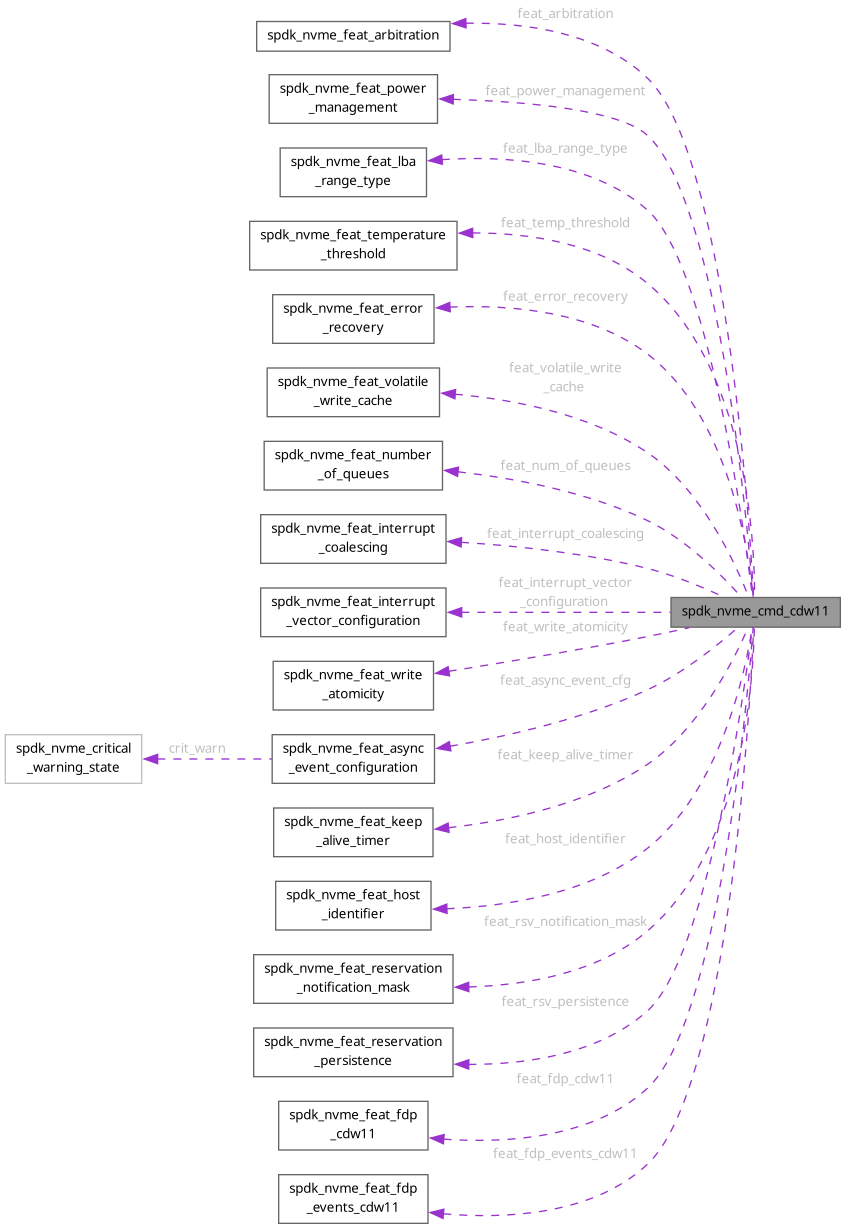 feat_arbitration
spdk_nvme_feat_arbitration
spdk_nvme_feat_power
_management
feat_power_management
spdk_nvme_feat_lba
_range_type
feat_lba_range_type
spdk_nvme_feat_temperature
_threshold
feat_temp_threshold
spdk_nvme_feat_error
_recovery
feat_error_recovery
spdk_nvme_feat_volatile
_write_cache
feat_volatile_write
_cache
spdk_nvme_feat_number
_of_queues
feat_num_of_queues
spdk_nvme_feat_interrupt
_coalescing
feat_interrupt_coalescing
spdk_nvme_feat_interrupt
_vector_configuration
feat_interrupt_vector
_configuration
spdk_nvme_cmd_cdw11
spdk_nvme_feat_write
_atomicity
feat_write_atomicity
spdk_nvme_critical
_warning_state
crit_warn
spdk_nvme_feat_async
_event_configuration
feat_async_event_cfg
spdk_nvme_feat_keep
_alive_timer
feat_keep_alive_timer
spdk_nvme_feat_host
_identifier
feat_host_identifier
spdk_nvme_feat_reservation
_notification_mask
feat_rsv_notification_mask
spdk_nvme_feat_reservation
_persistence
feat_rsv_persistence
spdk_nvme_feat_fdp
_cdw11
feat_fdp_cdw11
spdk_nvme_feat_fdp
_events_cdw11
feat_fdp_events_cdw11